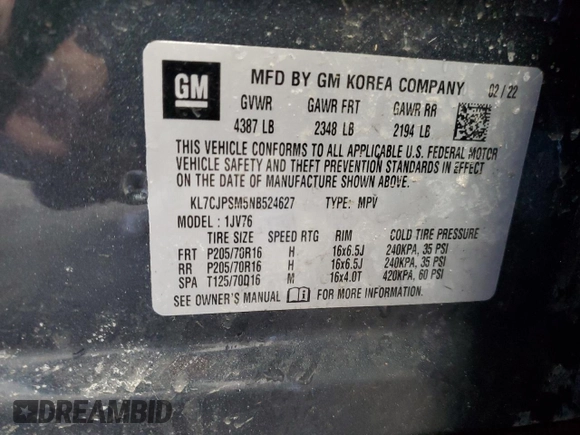 GM
MFD BY GM KOREA COMPANY 02/22
GVWR GAWR FRT GAWR RR
4387 LB 2348 LB 2194 LB
THIS VEHICLE CONFORMS TO ALL APPLICABLE U.S. FEDERAL MOTOR
VEHICLE SAFETY AND THEFT PREVENTION STANDARDS IN EFFECT
ON THE DATE OF MANUFACTURE SHOWN ABOVE.
KL7CJPSM5NB524627 TYPE: MPV
MODEL: 1JV76
TIRE SIZE SPEED RTG RIM COLD TIRE PRESSURE
FRT P205/70R16 H 16x6.5J 240KPA, 35 PSI
RR P205/70R16 H 16x6.5J 240KPA, 35 PSI
SPA T125/70Q16 M 16x4.0T 420KPA, 60 PSI
SEE OWNER'S MANUAL FOR MORE INFORMATION.
DREAMBID